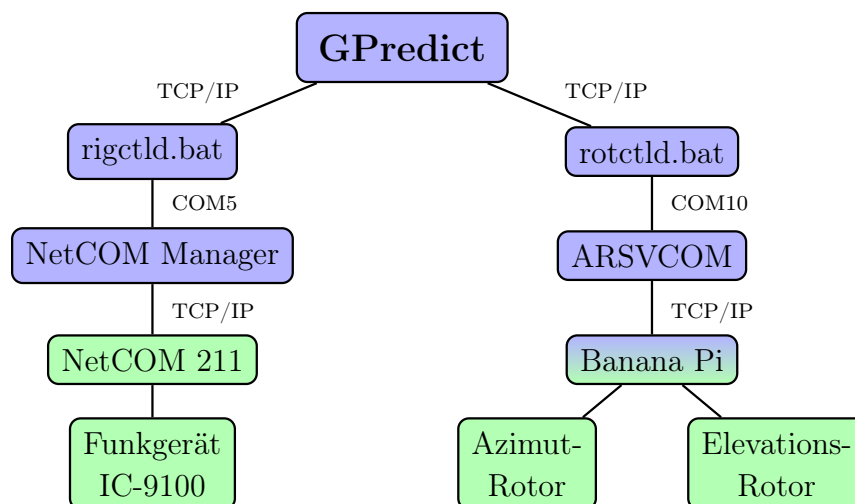 GPredict
TCP/IP
TCP/IP
rigctld.bat
rotctld.bat
COM5
COM10
NetCOM Manager
ARSVCOM
TCP/IP
TCP/IP
NetCOM 211
Banana Pi
Funkgerät
IC-9100
Azimut-
Rotor
Elevations-
Rotor